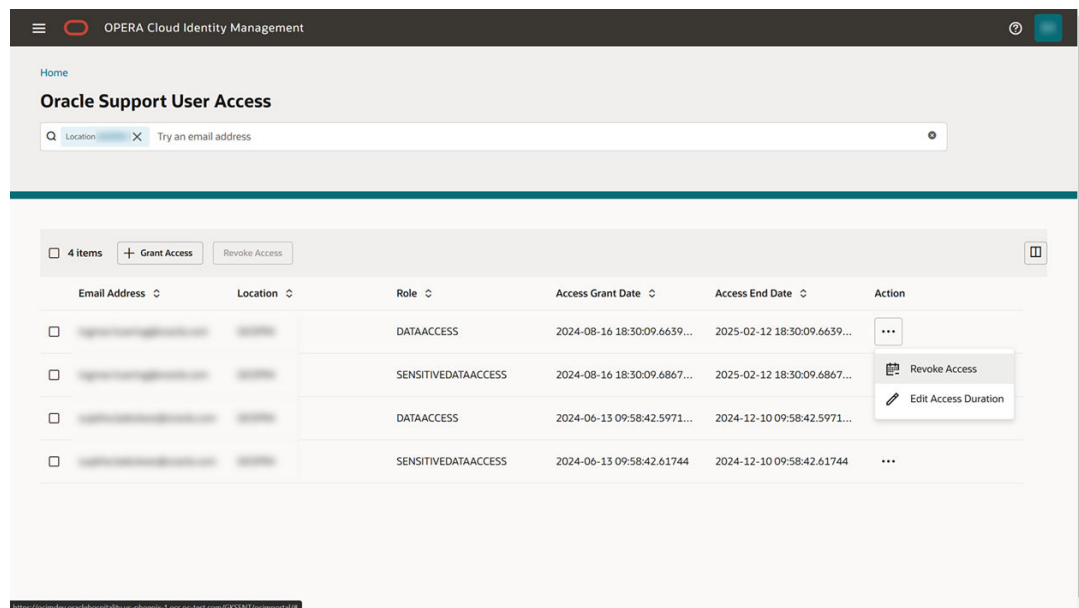 OPERA Cloud Identity Management
Home
Oracle Support User Access
Location Try an email address
4 items Grant Access Revoke Access
Email Address Location Role Access Grant Date Access End Date Action
DATAACCESS 2024-08-16 18:30:09.6639... 2025-02-12 18:30:09.6639...
SENSITIVEDATAACCESS 2024-08-16 18:30:09.6867... 2025-02-12 18:30:09.6867...
Revoke Access
Edit Access Duration
DATAACCESS 2024-06-13 09:58:42.5971... 2024-12-10 09:58:42.5971...
SENSITIVEDATAACCESS 2024-06-13 09:58:42.61744 2024-12-10 09:58:42.61744